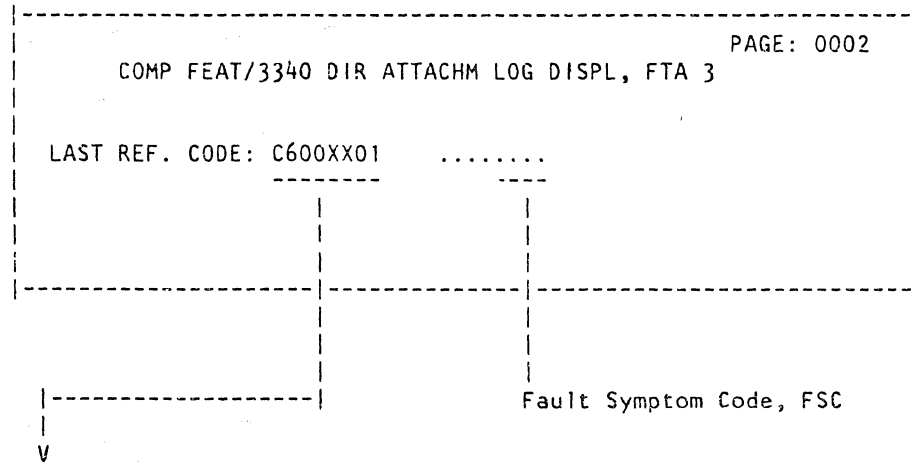 PAGE: 0002
COMP FEAT/3340 DIR ATTACHM LOG DISPL, FTA 3
LAST REF. CODE: C600XX01 ........
Fault Symptom Code, FSC
V